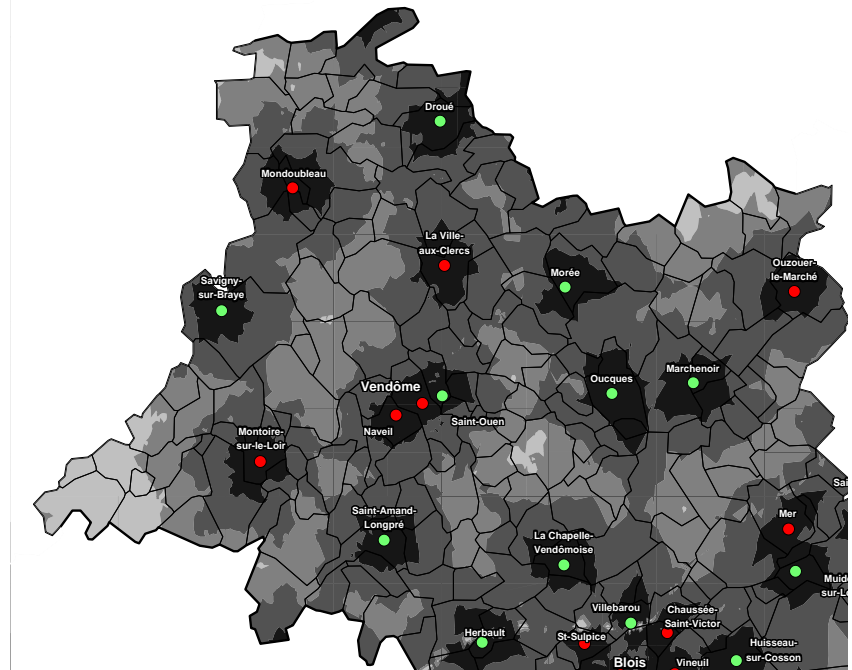 Droué
Mondoubleau
La Ville-
aux-Clercs
Ouzouer-
le-Marché
Morée
Savigny-
sur-Braye
Marchenoir
Oucques
Vendôme
Saint-Ouen
Naveil
Montoire-
sur-le-Loir
Saint-Amand-
Longpré
Mer
La Chapelle-
Vendômoise
Villebarou
Chaussée-
Saint-Victor
Herbault
St-Sulpice
Huisseau-
sur-Cosson
Blois
Vineuil